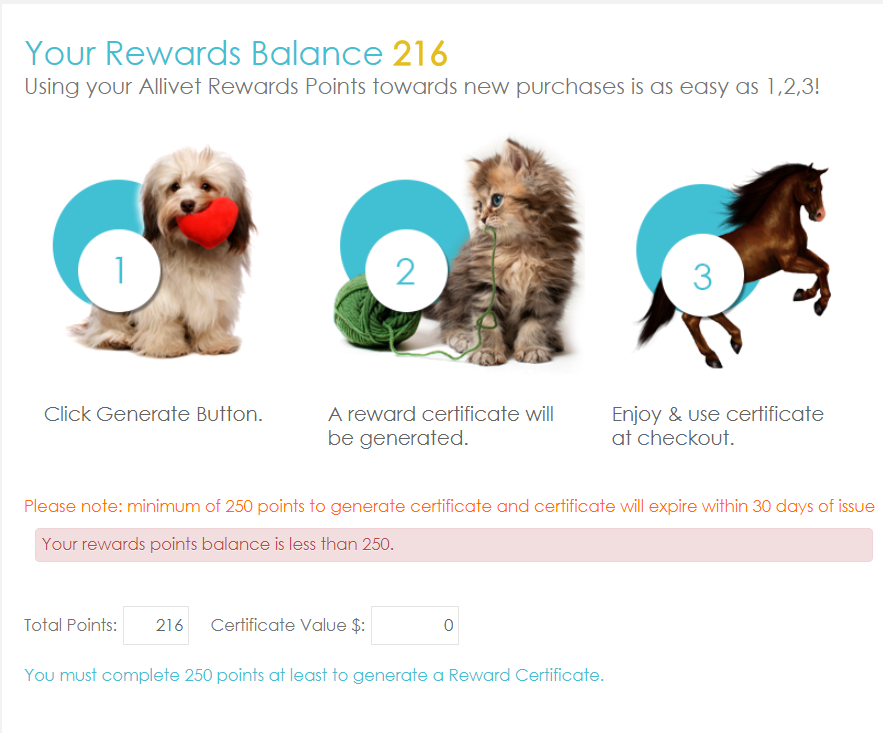 Your Rewards Balance 216
Using your Allivet Rewards Points towards new purchases is as easy as 1,2,3!
1
2
3
Click Generate Button.
A reward certificate will
be generated.
Enjoy & use certificate
at checkout.
Please note: minimum of 250 points to generate certificate and certificate will expire within 30 days of issue
Your rewards points balance is less than 250.
Total Points: 216 Certificate Value $: 0
You must complete 250 points at least to generate a Reward Certificate.